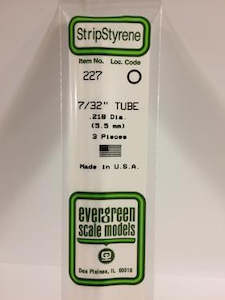 StripStyrene
Item No. Loc. Code
227
7/32" TUBE
.218 Dia.
(5.5 mm)
3 Pieces
Made in U.S.A.
evergreen
scale models
Des Plaines, IL 60018